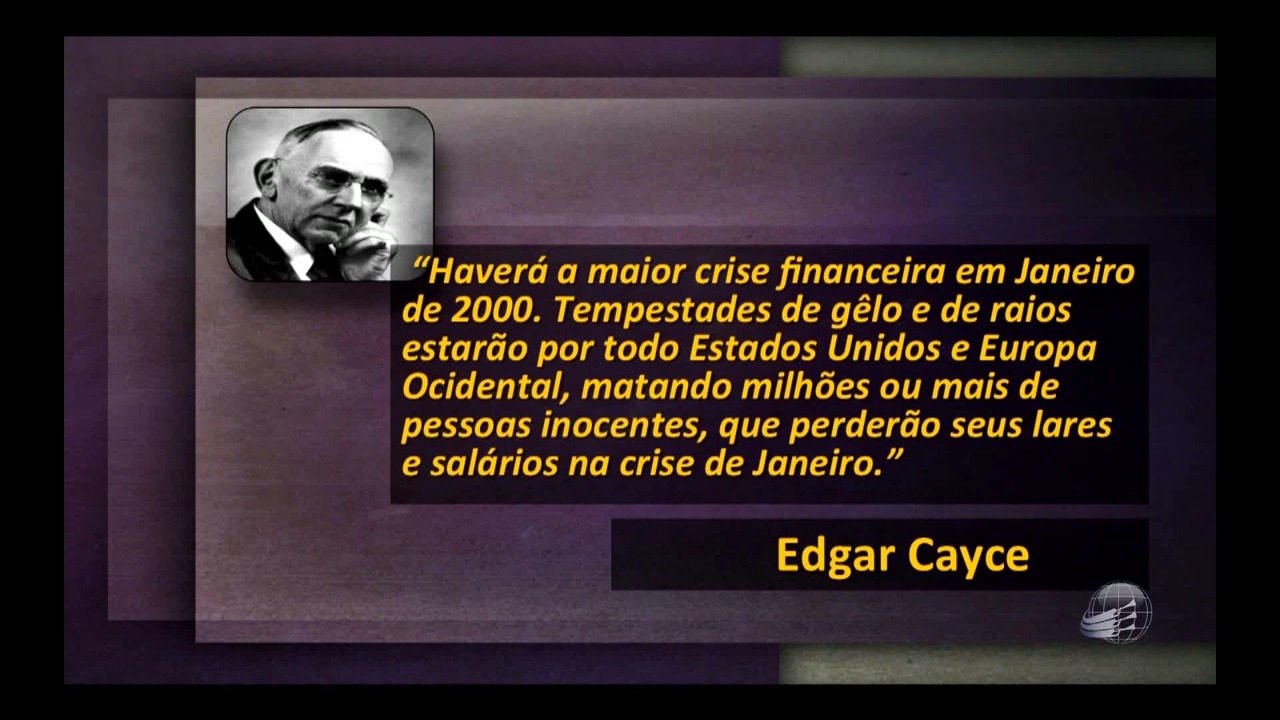 “Haverá a maior crise financeira em Janeiro
de 2000. Tempestades de gêlo e de raios
estarão por todo Estados Unidos e Europa
Ocidental, matando milhões ou mais de
pessoas inocentes, que perderão seus lares
e salários na crise de Janeiro.”
Edgar Cayce